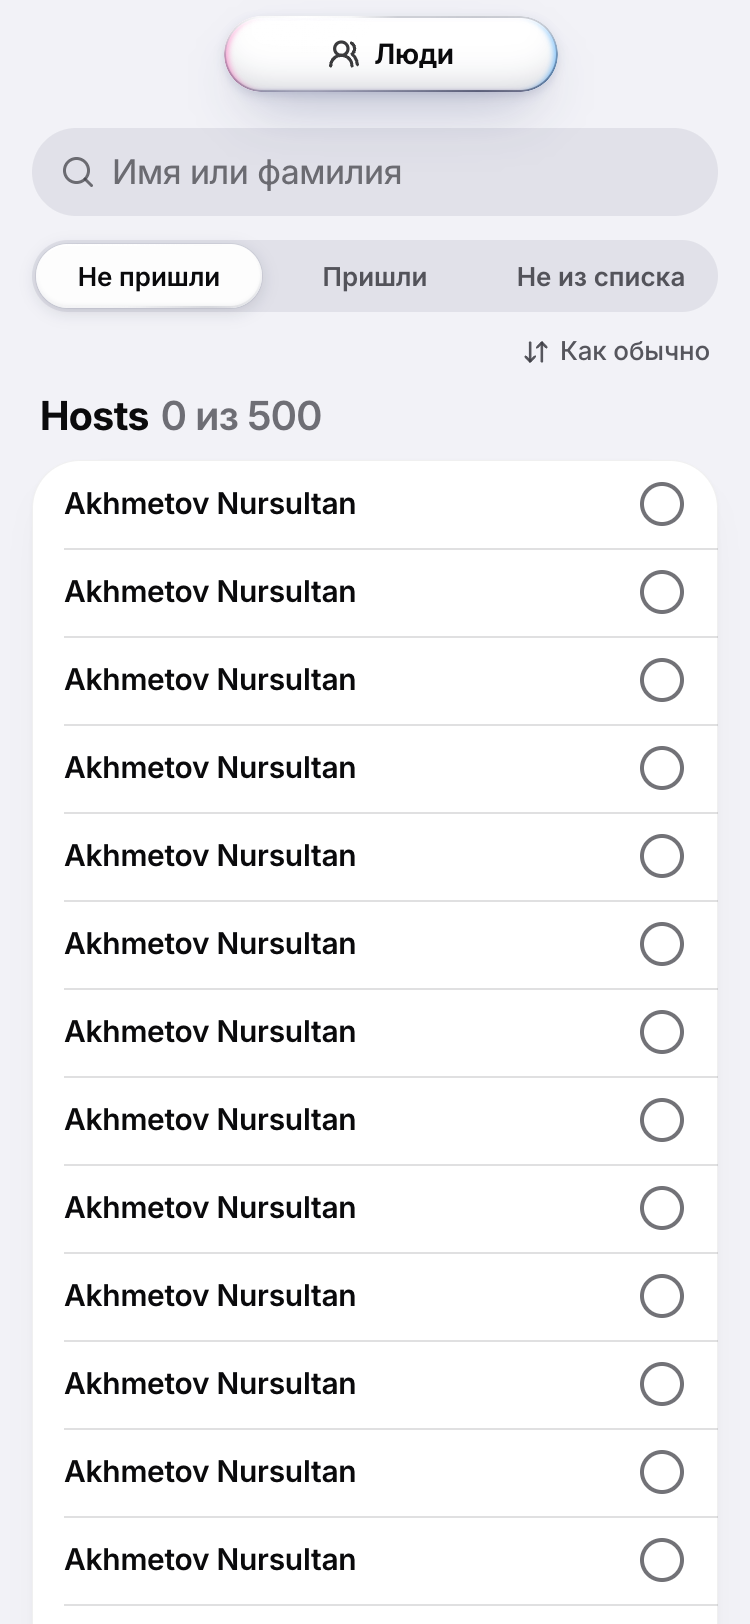 Люди
Имя или фамилия
Не пришли Пришли Не из списка
Как обычно
Hosts 0 из 500
Akhmetov Nursultan
Akhmetov Nursultan
Akhmetov Nursultan
Akhmetov Nursultan
Akhmetov Nursultan
Akhmetov Nursultan
Akhmetov Nursultan
Akhmetov Nursultan
Akhmetov Nursultan
Akhmetov Nursultan
Akhmetov Nursultan
Akhmetov Nursultan
Akhmetov Nursultan